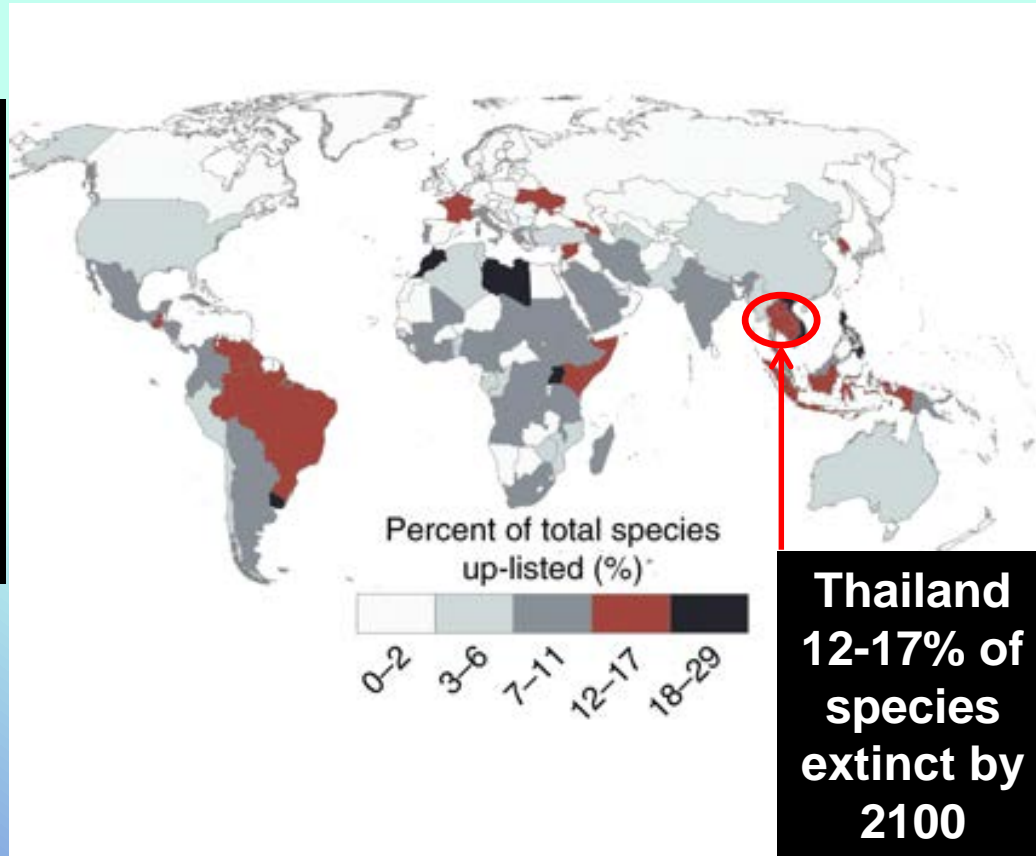 Percent of total species
up-listed (%)
0–2
3–6
7–11
12–17
18–29
Thailand
12-17% of
species
extinct by
2100